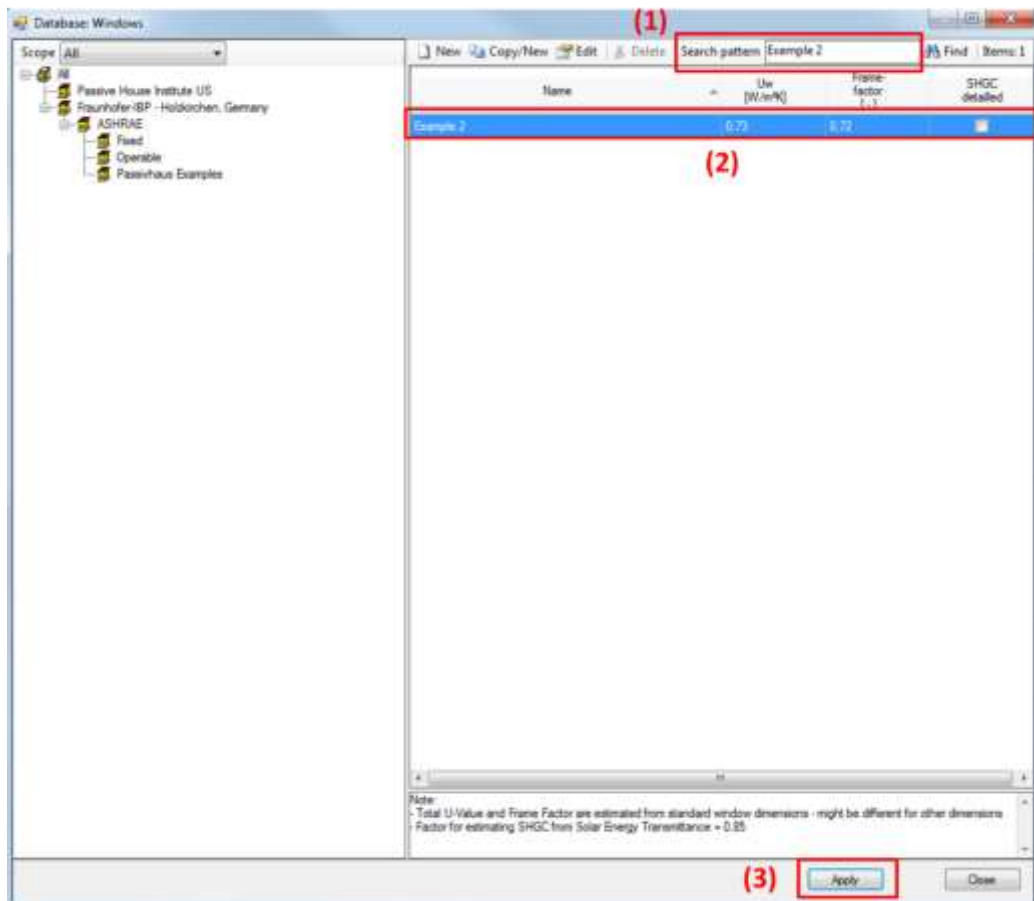 (1)
Database: Windows
Scope All
New Copy/New Edit Delete Search pattern Example 2 Find Items: 1
All
Passive House Institute US
Fraunhofer-IBP - Holzkirchen, Germany
ASHRAE
Fixed
Operable
Passivhaus Examples
Name Uw [W/m²K] Frame-factor [-] SHGC detailed
Example 2 0.73 0.72
(2)
Note:
- Total U-Value and Frame Factor are estimated from standard window dimensions - might be different for other dimensions
- Factor for estimating SHGC from Solar Energy Transmittance = 0.85
(3) Apply Close